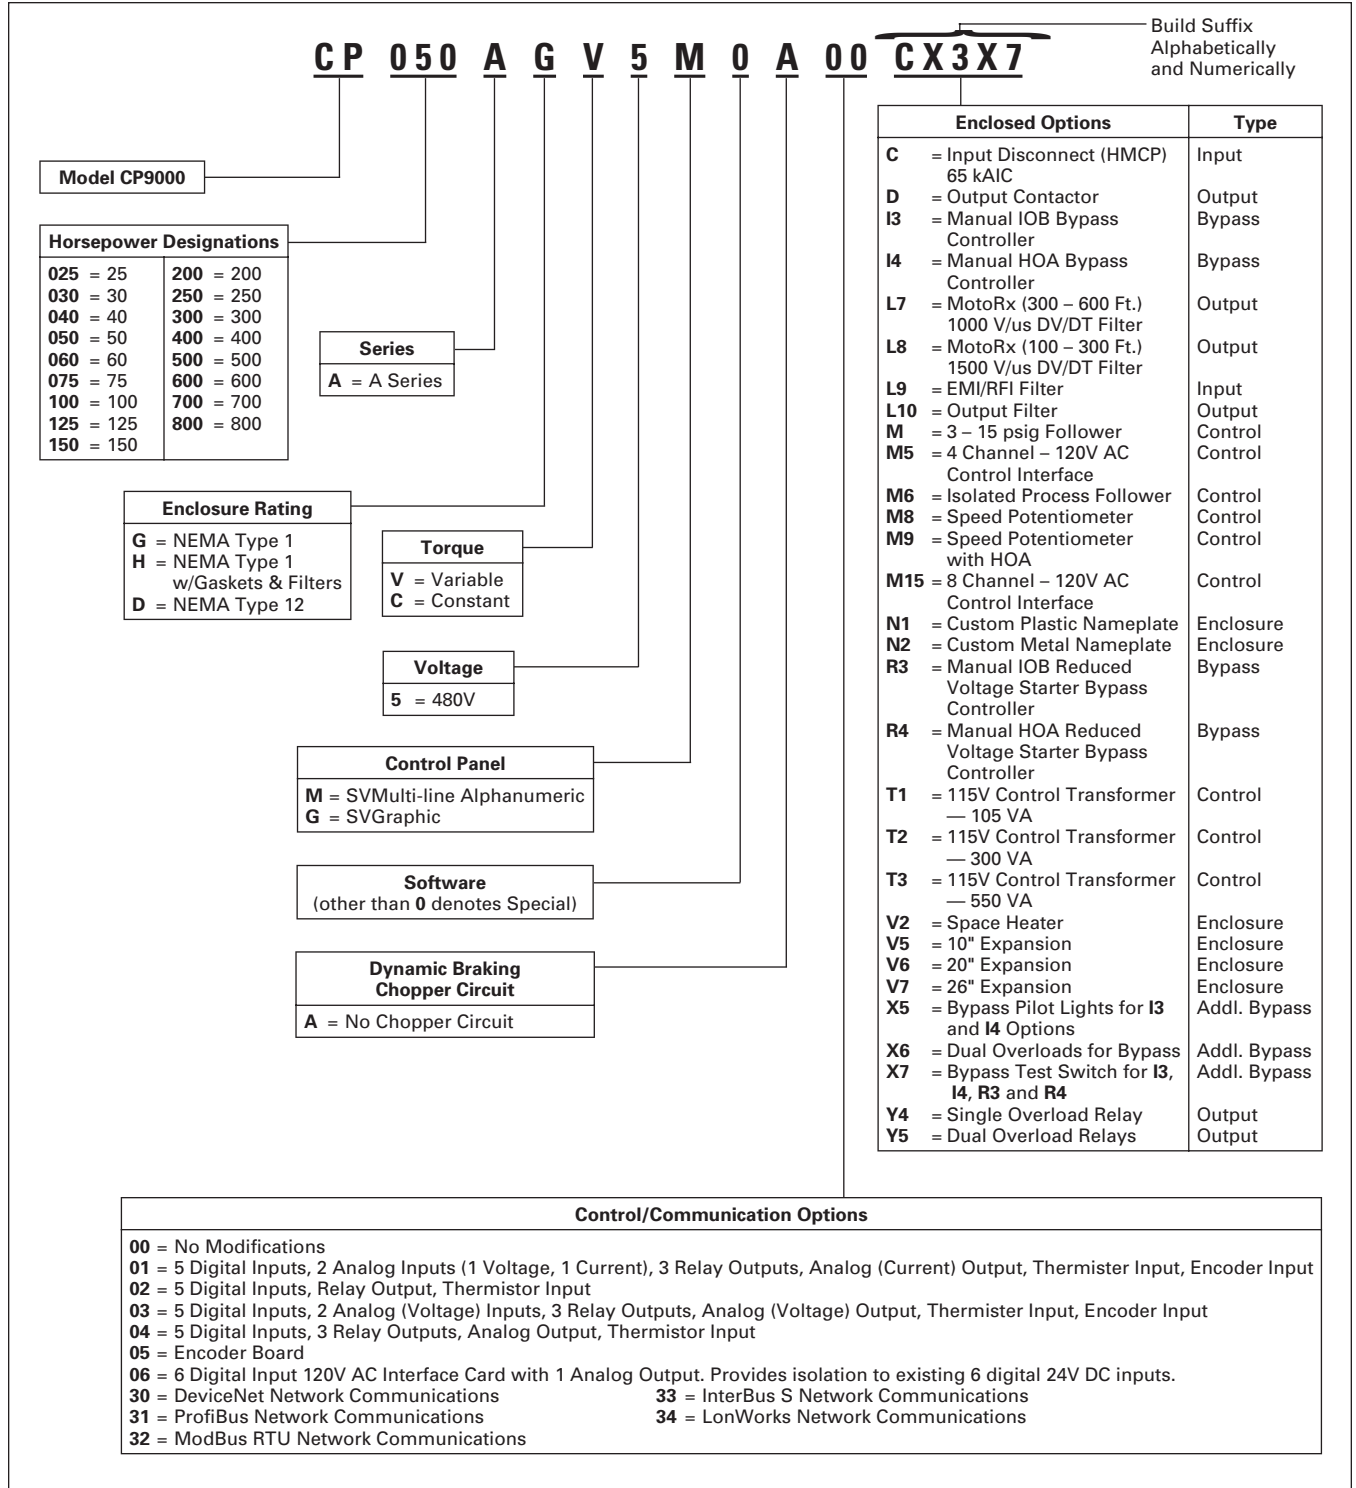 Build Suffix
Alphabetically
and Numerically
CP 050 A G V 5 M 0 A 00 CX3X7
Model CP9000
Horsepower Designations
025 = 25 200 = 200
030 = 30 250 = 250
040 = 40 300 = 300
050 = 50 400 = 400
060 = 60 500 = 500
075 = 75 600 = 600
100 = 100 700 = 700
125 = 125 800 = 800
150 = 150
Series
A = A Series
Enclosure Rating
G = NEMA Type 1
H = NEMA Type 1
w/Gaskets & Filters
D = NEMA Type 12
Torque
V = Variable
C = Constant
Voltage
5 = 480V
Control Panel
M = SVMulti-line Alphanumeric
G = SVGraphic
Software
(other than 0 denotes Special)
Dynamic Braking
Chopper Circuit
A = No Chopper Circuit
Enclosed Options Type
C = Input Disconnect (HMCP) Input
65 kAIC
D = Output Contactor Output
I3 = Manual IOB Bypass Bypass
Controller
I4 = Manual HOA Bypass Bypass
Controller
L7 = MotoRx (300 – 600 Ft.) Output
1000 V/us DV/DT Filter
L8 = MotoRx (100 – 300 Ft.) Output
1500 V/us DV/DT Filter
L9 = EMI/RFI Filter Input
L10 = Output Filter Output
M = 3 – 15 psig Follower Control
M5 = 4 Channel – 120V AC Control
Control Interface
M6 = Isolated Process Follower Control
M8 = Speed Potentiometer Control
M9 = Speed Potentiometer Control
with HOA
M15 = 8 Channel – 120V AC Control
Control Interface
N1 = Custom Plastic Nameplate Enclosure
N2 = Custom Metal Nameplate Enclosure
R3 = Manual IOB Reduced Bypass
Voltage Starter Bypass
Controller
R4 = Manual HOA Reduced Bypass
Voltage Starter Bypass
Controller
T1 = 115V Control Transformer Control
— 105 VA
T2 = 115V Control Transformer Control
— 300 VA
T3 = 115V Control Transformer Control
— 550 VA
V2 = Space Heater Enclosure
V5 = 10" Expansion Enclosure
V6 = 20" Expansion Enclosure
V7 = 26" Expansion Enclosure
X5 = Bypass Pilot Lights for I3 Addl. Bypass
and I4 Options
X6 = Dual Overloads for Bypass Addl. Bypass
X7 = Bypass Test Switch for I3, Addl. Bypass
I4, R3 and R4
Y4 = Single Overload Relay Output
Y5 = Dual Overload Relays Output
Control/Communication Options
00 = No Modifications
01 = 5 Digital Inputs, 2 Analog Inputs (1 Voltage, 1 Current), 3 Relay Outputs, Analog (Current) Output, Thermister Input, Encoder Input
02 = 5 Digital Inputs, Relay Output, Thermistor Input
03 = 5 Digital Inputs, 2 Analog (Voltage) Inputs, 3 Relay Outputs, Analog (Voltage) Output, Thermister Input, Encoder Input
04 = 5 Digital Inputs, 3 Relay Outputs, Analog Output, Thermistor Input
05 = Encoder Board
06 = 6 Digital Input 120V AC Interface Card with 1 Analog Output. Provides isolation to existing 6 digital 24V DC inputs.
30 = DeviceNet Network Communications 33 = InterBus S Network Communications
31 = ProfiBus Network Communications 34 = LonWorks Network Communications
32 = ModBus RTU Network Communications